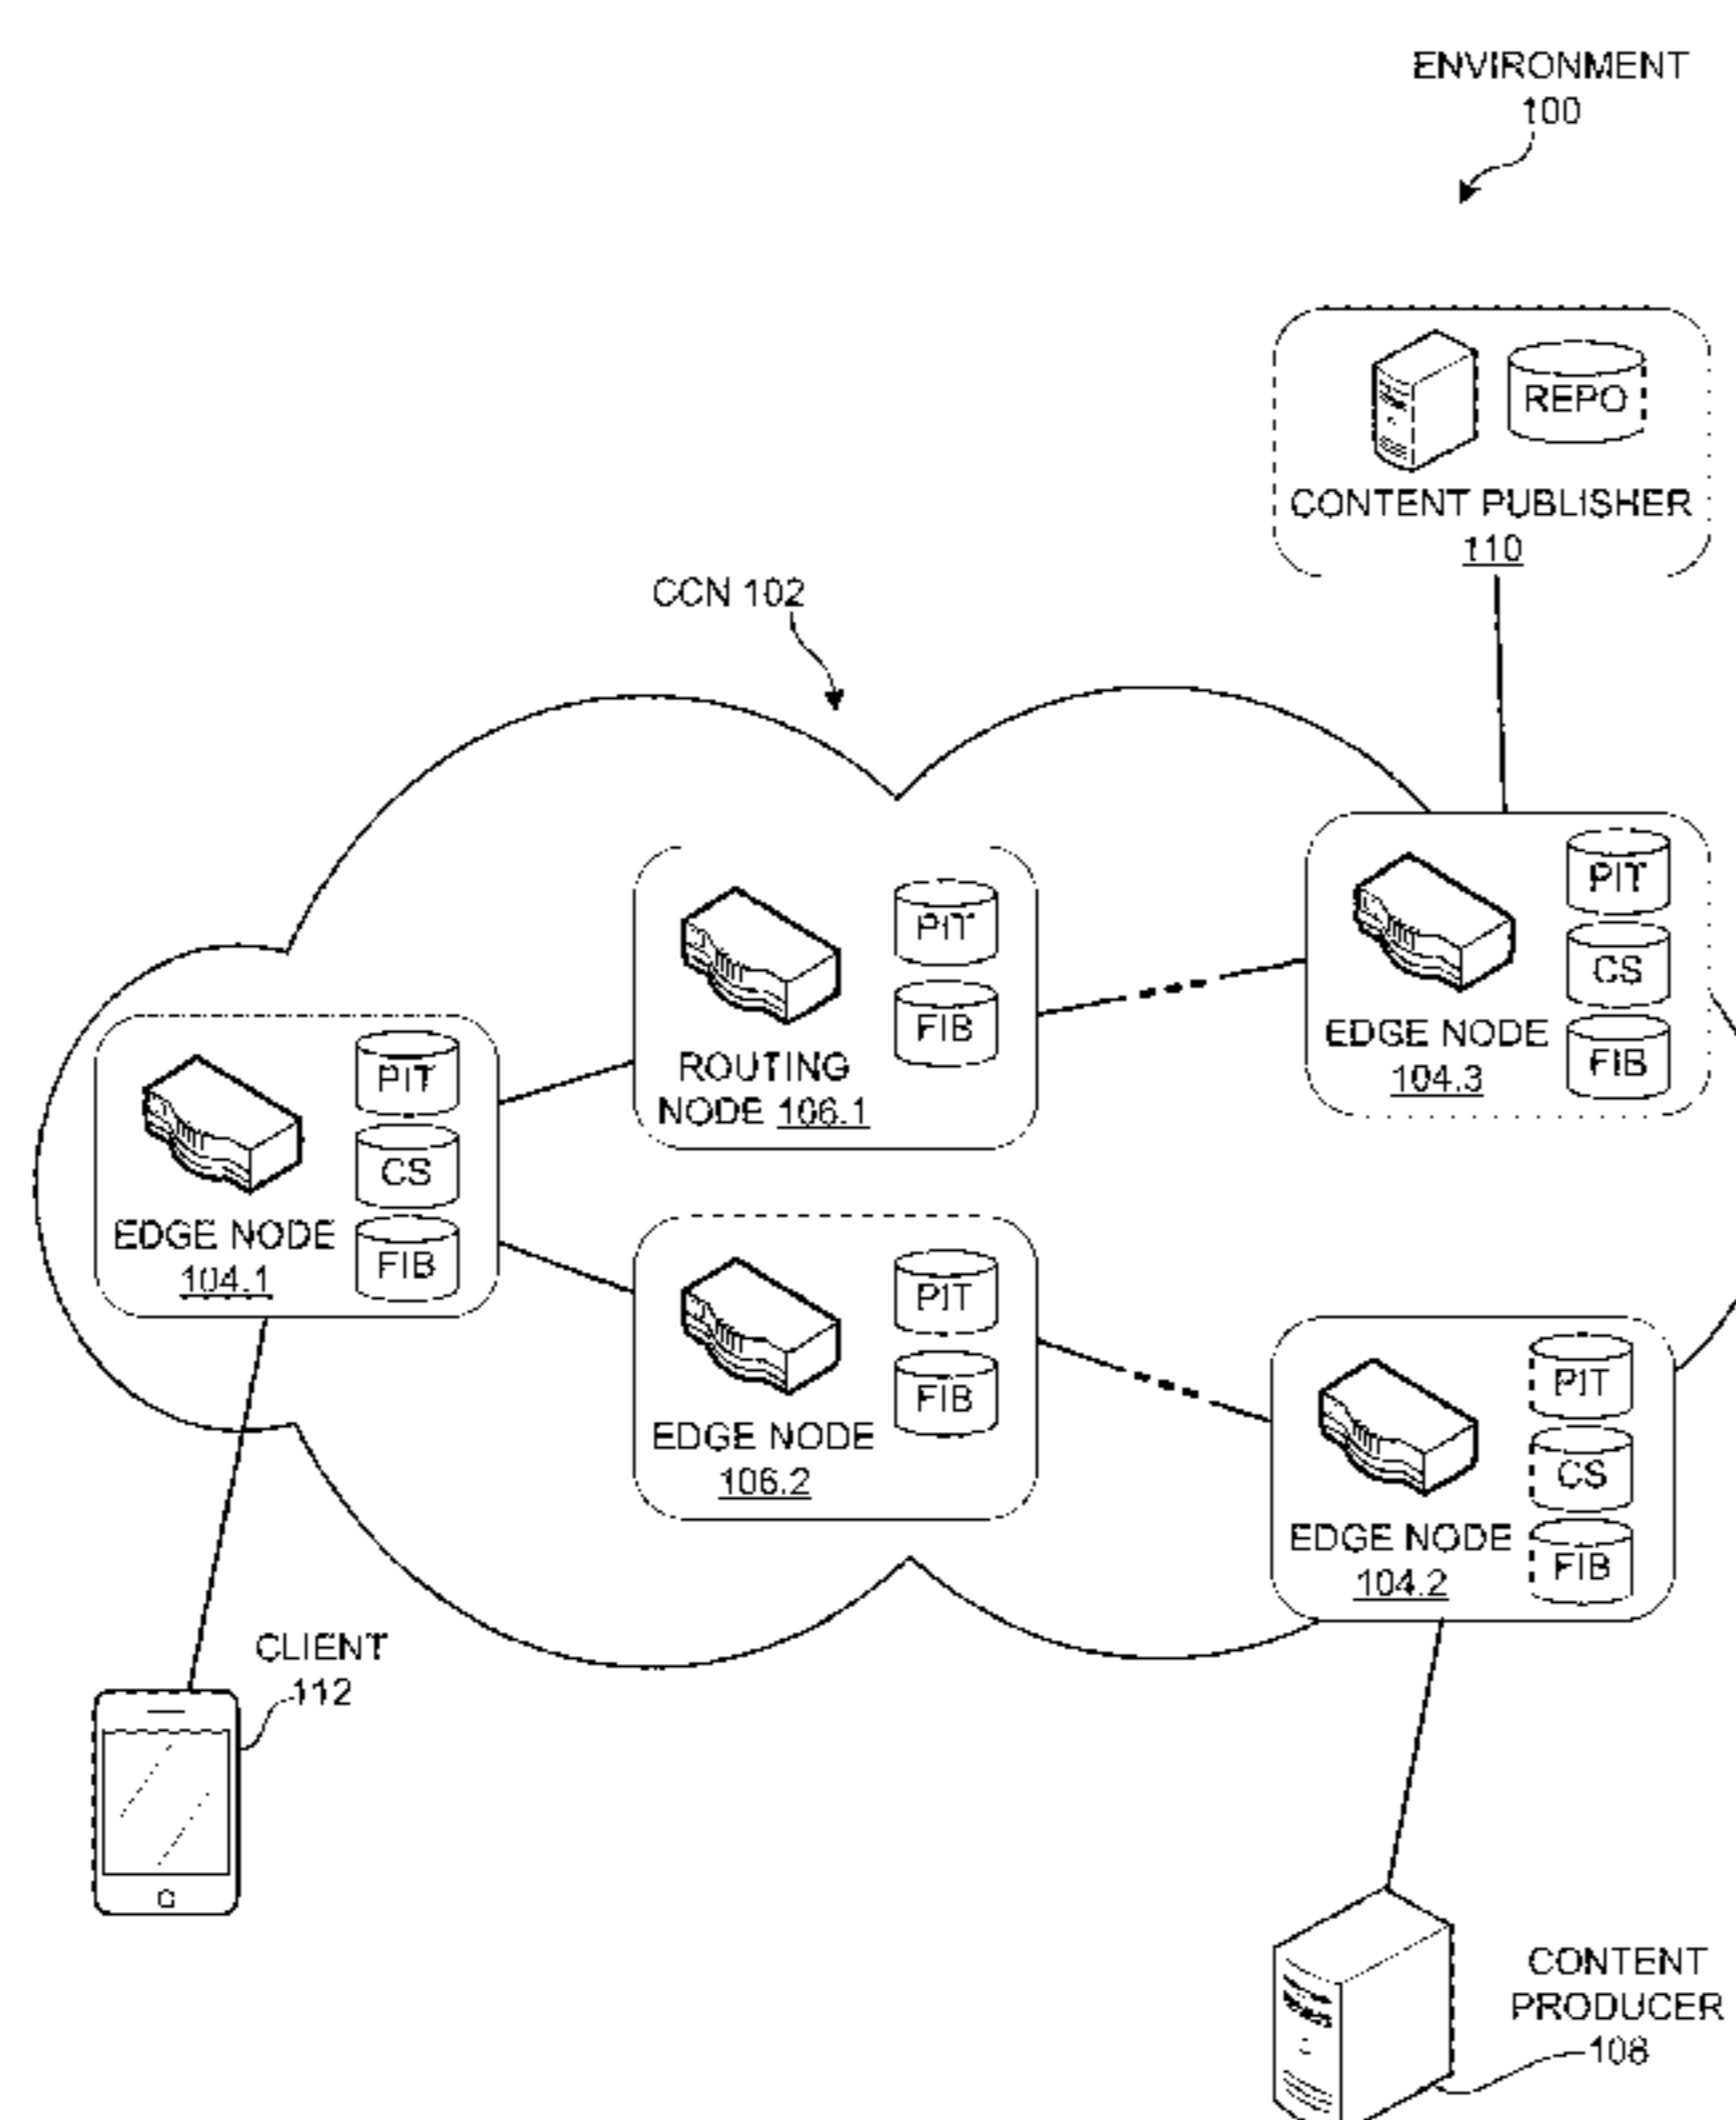 ENVIRONMENT
100
REPO
CONTENT PUBLISHER
110
CCN 102
PIT
FIB
ROUTING
NODE 106.1
PIT
CS
FIB
EDGE NODE
104.3
PIT
CS
FIB
EDGE NODE
104.1
PIT
FIB
EDGE NODE
106.2
PIT
CS
FIB
EDGE NODE
104.2
CLIENT
112
CONTENT
PRODUCER
108